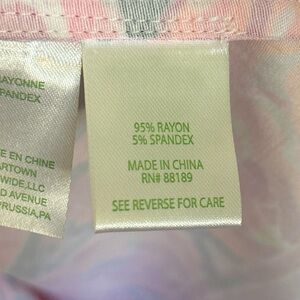 AYONNE
SPANDEX
E EN CHINE
ARTOWN
WIDE,LLC
D AVENUE
PRUSSIA,PA
95% RAYON
5% SPANDEX
MADE IN CHINA
RN# 88189
SEE REVERSE FOR CARE